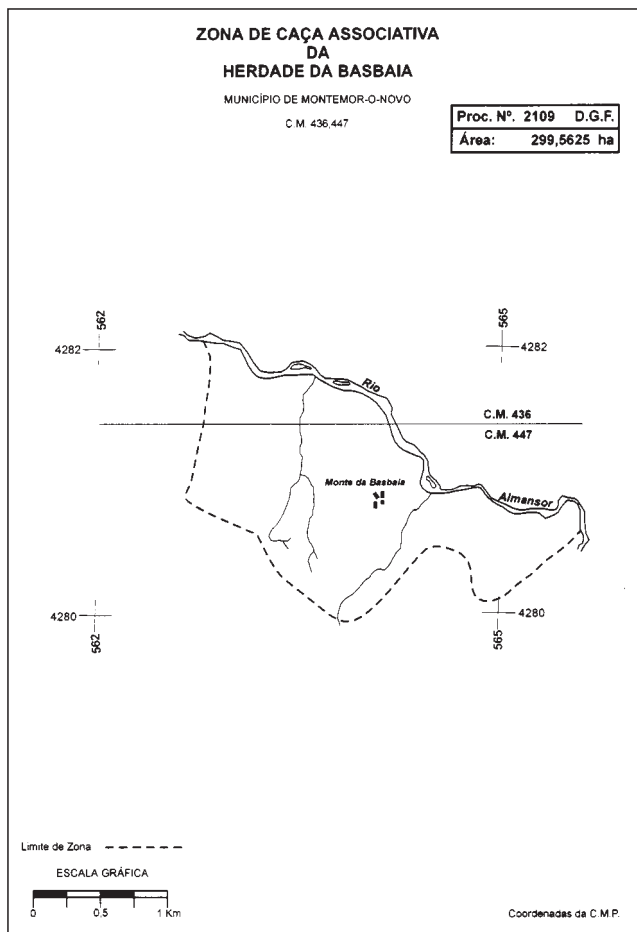 ZONA DE CAÇA ASSOCIATIVA
DA
HERDADE DA BASBAIA
MUNICÍPIO DE MONTEMOR-O-NOVO
C.M. 436,447
Proc. Nº. 2109 D.G.F.
Área: 299,5625 ha
562
565
4282
4282
Rio
C.M. 436
C.M. 447
Monte da Basbaia
Almansor
4280
4280
562
565
Limite de Zona
ESCALA GRÁFICA
0 0,5 1 Km
Coordenadas da C.M.P.